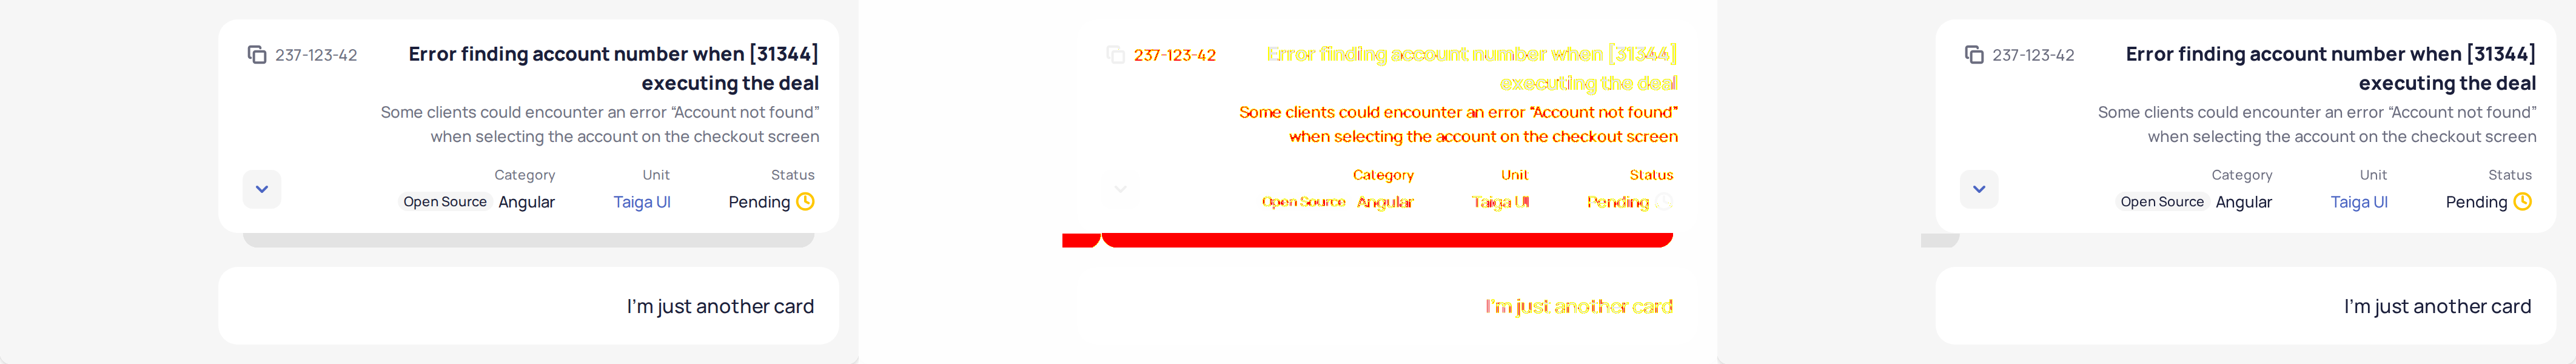 237-123-42
Error finding account number when [31344]
executing the deal
Some clients could encounter an error “Account not found”
when selecting the account on the checkout screen
Category Unit Status
Open Source Angular Taiga UI Pending
I'm just another card
237-123-42
Error finding account number when [31344]
executing the deal
Some clients could encounter an error “Account not found”
when selecting the account on the checkout screen
Category Unit Status
Open Source Angular Taiga UI Pending
I'm just another card
237-123-42
Error finding account number when [31344]
executing the deal
Some clients could encounter an error “Account not found”
when selecting the account on the checkout screen
Category Unit Status
Open Source Angular Taiga UI Pending
I'm just another card